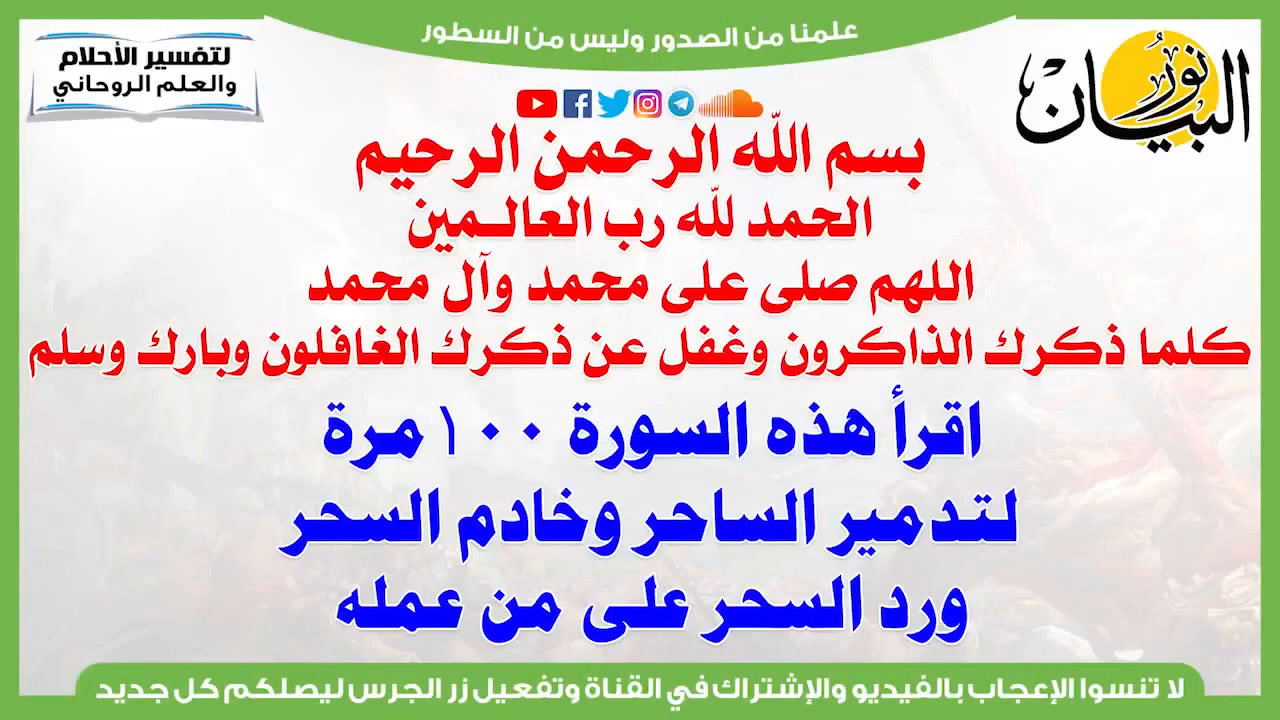 علمنا من الصدور وليس من السطور
نور البيان
لتفسير الأحلام
والعلم الروحاني
بسم الله الرحمن الرحيم
الحمد لله رب العالـمين
اللهم صلى على محمد وآل محمد
كلما ذكرك الذاكرون وغفل عن ذكرك الغافلون وبارك وسلم
اقرأ هذه السورة ١٠٠ مرة
لتدمير الساحر وخادم السحر
ورد السحر على من عمله
لا تنسوا الإعجاب بالفيديو والإشتراك في القناة وتفعيل زر الجرس ليصلكم كل جديد